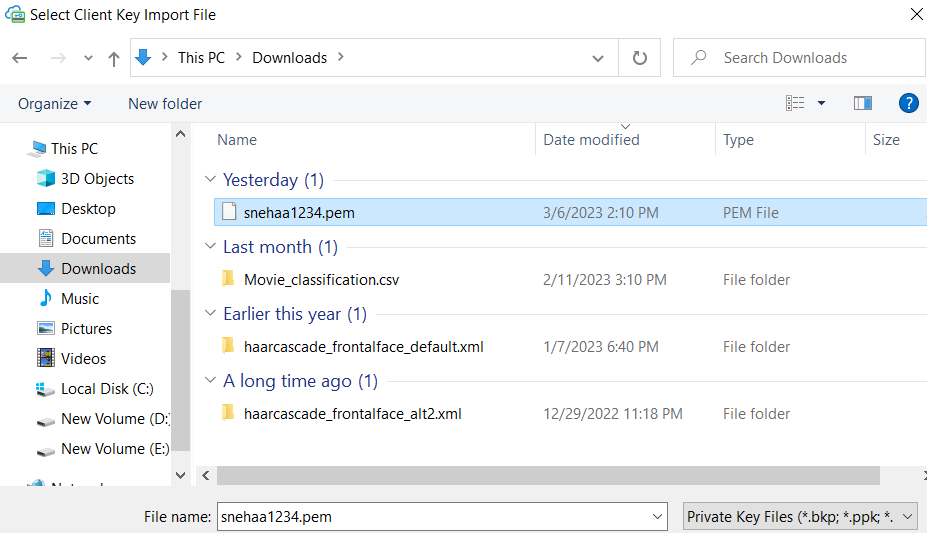 Select Client Key Import File
This PC
Downloads
Search Downloads
Organize
New folder
?
Name
Date modified
Type
Size
This PC
3D Objects
Desktop
Documents
Downloads
Music
Pictures
Videos
Local Disk (C:)
New Volume (D:)
New Volume (E:)
Yesterday (1)
snehaa1234.pem 3/6/2023 2:10 PM PEM File
Last month (1)
Movie_classification.csv 2/11/2023 3:10 PM File folder
Earlier this year (1)
haarcascade_frontalface_default.xml 1/7/2023 6:40 PM File folder
A long time ago (1)
haarcascade_frontalface_alt2.xml 12/29/2022 11:18 PM File folder
File name: snehaa1234.pem
Private Key Files (*.bkp; *.ppk; *.